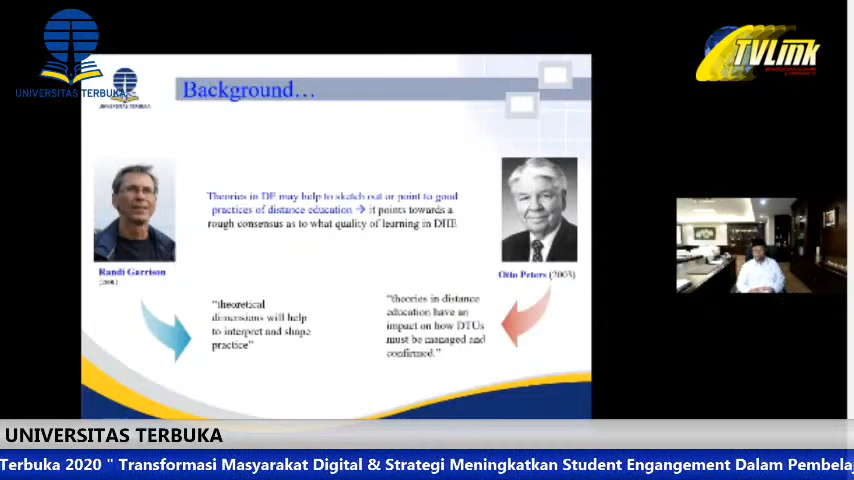 UNIVERSITAS TERBUKA
TVLink
UNIVERSITAS TERBUKA
Background...
Theories in DE may help to sketch out or point to good
practices of distance education → it points towards a
rough consensus as to what quality of learning in DHE
Randi Garrison
Otto Peters (2003)
"theoretical
dimensions will help
to interpret and shape
practice"
"theories in distance
education have an
impact on how DTUs
must be managed and
confirmed."
UNIVERSITAS TERBUKA
Terbuka 2020 " Transformasi Masyarakat Digital & Strategi Meningkatkan Student Engangement Dalam Pembela